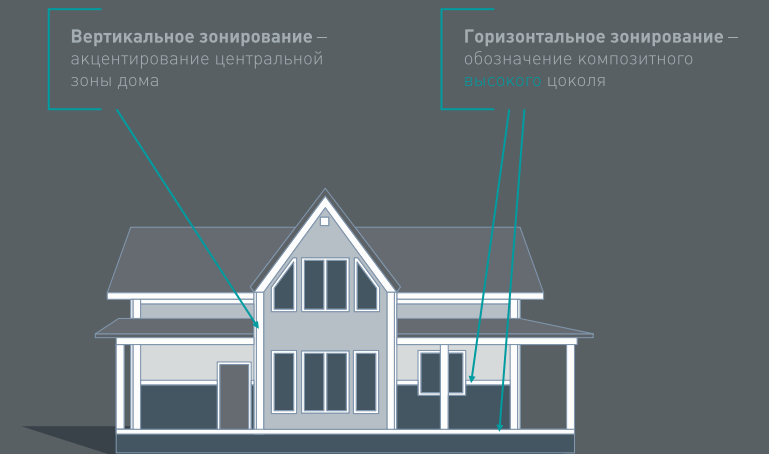 Вертикальное зонирование –
акцентирование центральной
зоны дома
Горизонтальное зонирование –
обозначение композитного
высокого цоколя